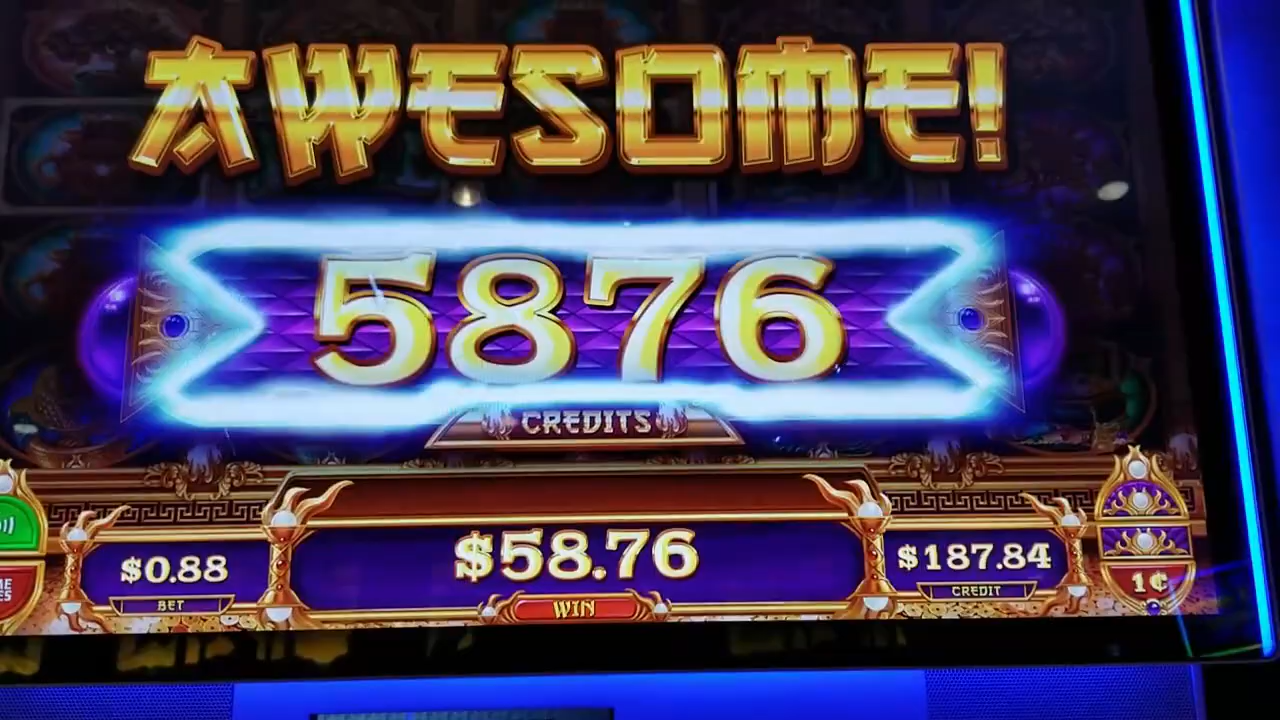 AWESOME!
5876
CREDITS
$0.88
BET
$58.76
WIN
$187.84
CREDIT
1¢